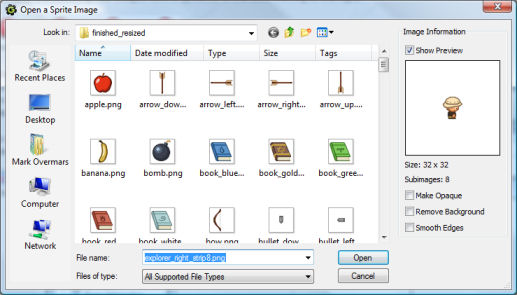 Open a Sprite Image
Look in: finished_resized
Name Date modified Type Size Tags
Recent Places
Desktop
Mark Overmars
Computer
Network
apple.png arrow_dow... arrow_left.... arrow_right... arrow_up....
banana.png bomb.png book_blue... book_gold... book_gree...
book_red book_white bow.png bullet_dow bullet_left
File name: explorer_right_strip8.png Open
Files of type: All Supported File Types Cancel
Image Information
Show Preview
Size: 32 x 32
Subimages: 8
Make Opaque
Remove Background
Smooth Edges